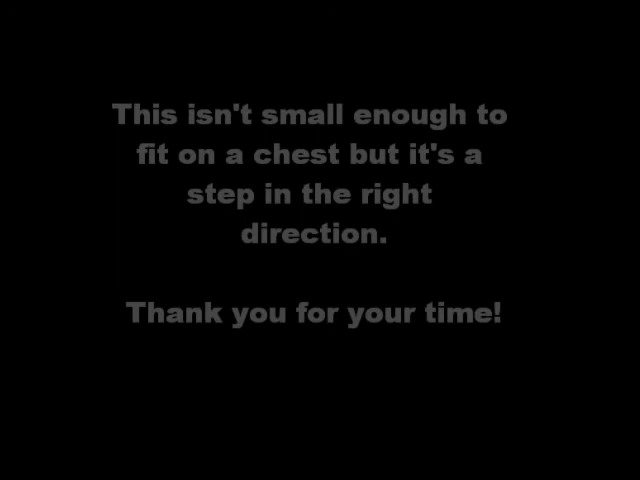 This isn't small enough to
fit on a chest but it's a
step in the right
direction.
Thank you for your time!